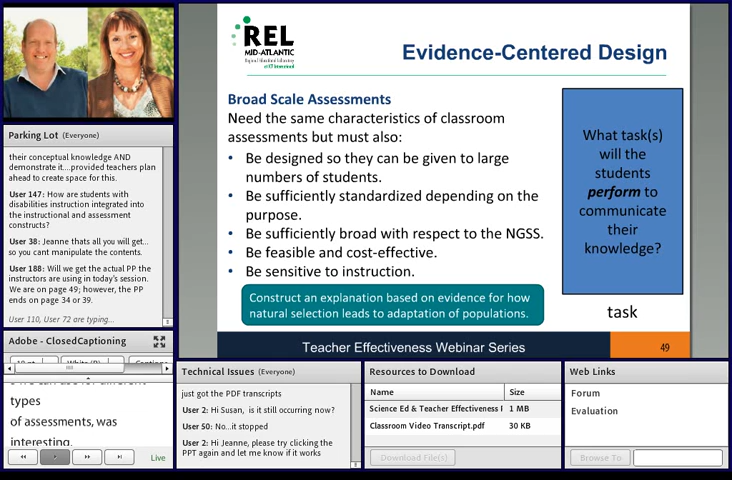 REL
MID-ATLANTIC
Regional Educational Laboratory
At ICF International
Evidence-Centered Design
Broad Scale Assessments
Need the same characteristics of classroom
assessments but must also:
• Be designed so they can be given to large
numbers of students.
• Be sufficiently standardized depending on the
purpose.
• Be sufficiently broad with respect to the NGSS.
• Be feasible and cost-effective.
• Be sensitive to instruction.
Construct an explanation based on evidence for how
natural selection leads to adaptation of populations.
What task(s)
will the
students
perform to
communicate
their
knowledge?
task
Teacher Effectiveness Webinar Series
49
Parking Lot (Everyone)
their conceptual knowledge AND
demonstrate it....provided teachers plan
ahead to create space for this.
User 147: How are students with
disabilities instruction integrated into
the instructional and assessment
constructs?
User 38: Jeanne thats all you will get...
so you cant manipulate the contents.
User 188: Will we get the actual PP the
instructors are using in today's session.
We are on page 49; however, the PP
ends on page 34 or 39.
User 110, User 72 are typing...
Adobe - ClosedCaptioning
types
of assessments, was
interesting.
Live
Technical Issues (Everyone)
just got the PDF transcripts
User 2: Hi Susan, is it still occurring now?
User 50: No...it stopped
User 2: Hi Jeanne, please try clicking the
PPT again and let me know if it works
Resources to Download
Name Size
Science Ed & Teacher Effectiveness 1 MB
Classroom Video Transcript.pdf 30 KB
Download File(s)
Web Links
Forum
Evaluation
Browse To